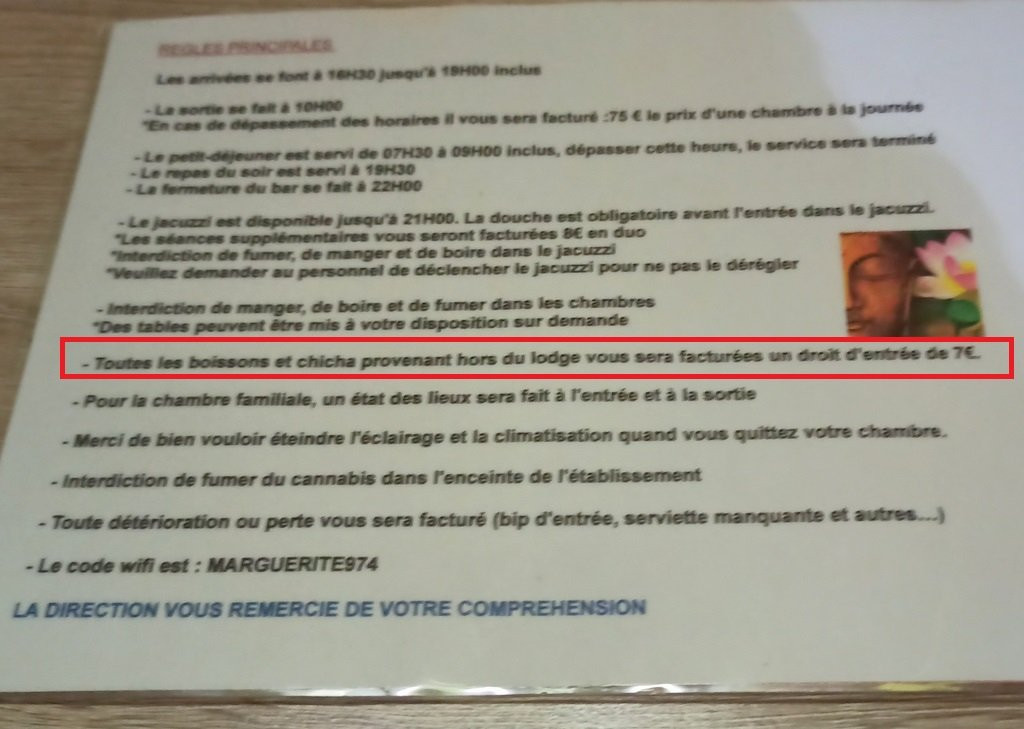 REGLES PRINCIPALES
Les arrivées se font à 16H30 jusqu'à 19H00 inclus
- La sortie se fait à 10H00
*En cas de dépassement des horaires il vous sera facturé :75 € le prix d'une chambre à la journée
- Le petit-déjeuner est servi de 07H30 à 09H00 inclus, dépasser cette heure, le service sera terminé
- Le repas du soir est servi à 19H30
- La fermeture du bar se fait à 22H00
- Le jacuzzi est disponible jusqu'à 21H00. La douche est obligatoire avant l'entrée dans le jacuzzi.
*Les séances supplémentaires vous seront facturées 8€ en duo
*Interdiction de fumer, de manger et de boire dans le jacuzzi
*Veuillez demander au personnel de déclencher le jacuzzi pour ne pas le dérégler
- Interdiction de manger, de boire et de fumer dans les chambres
*Des tables peuvent être mis à votre disposition sur demande
- Toutes les boissons et chicha provenant hors du lodge vous sera facturées un droit d'entrée de 7€.
- Pour la chambre familiale, un état des lieux sera fait à l'entrée et à la sortie
- Merci de bien vouloir éteindre l'éclairage et la climatisation quand vous quittez votre chambre.
- Interdiction de fumer du cannabis dans l'enceinte de l'établissement
- Toute détérioration ou perte vous sera facturé (bip d'entrée, serviette manquante et autres...)
- Le code wifi est : MARGUERITE974
LA DIRECTION VOUS REMERCIE DE VOTRE COMPREHENSION